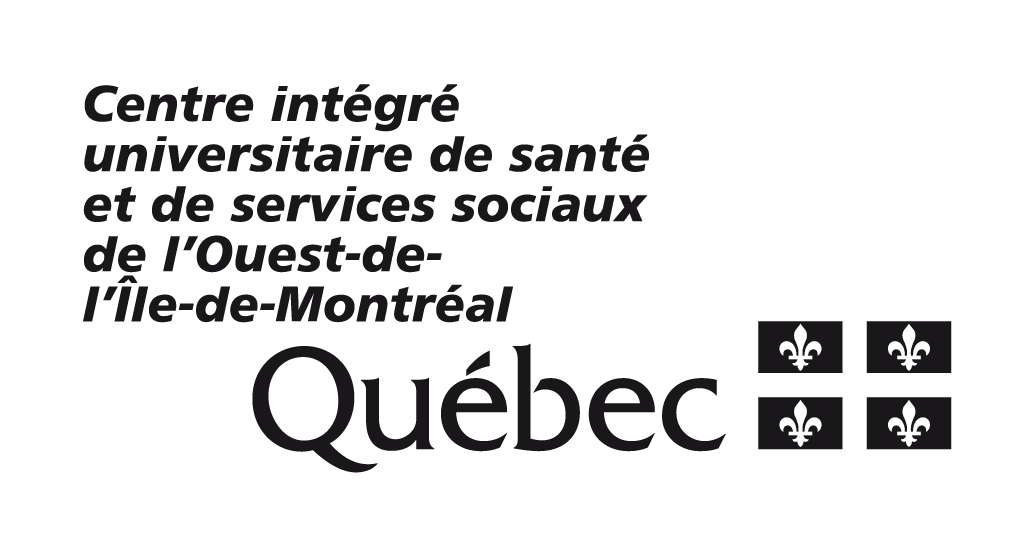 Centre intégré
universitaire de santé
et de services sociaux
de l’Ouest-de-
l’Île-de-Montréal
Québec